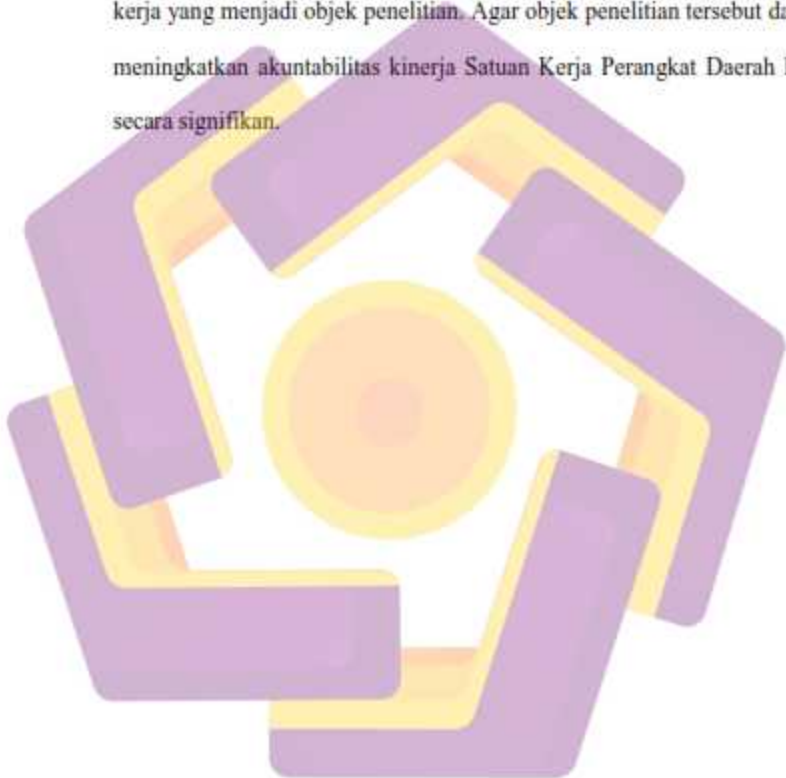 kerja yang menjadi objek penelitian. Agar objek penelitian tersebut
meningkatkan akuntabilitas kinerja Satuan Kerja Perangkat Daerah
secara signifikan.